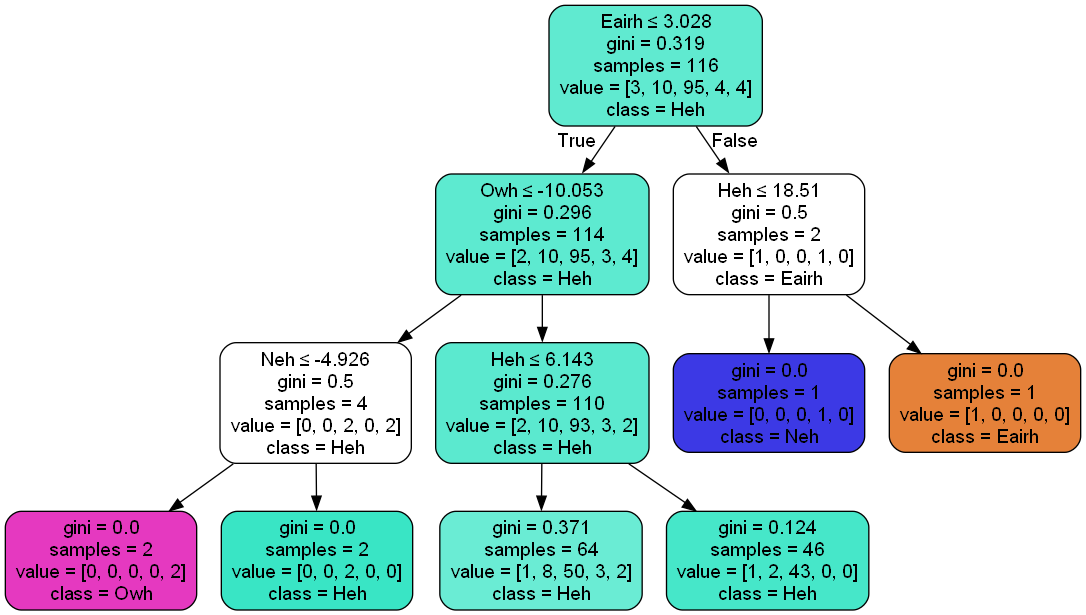 Eairh ≤ 3.028
gini = 0.319
samples = 116
value = [3, 10, 95, 4, 4]
class = Heh
True
False
Owh ≤ -10.053
gini = 0.296
samples = 114
value = [2, 10, 95, 3, 4]
class = Heh
Heh ≤ 18.51
gini = 0.5
samples = 2
value = [1, 0, 0, 1, 0]
class = Eairh
Neh ≤ -4.926
gini = 0.5
samples = 4
value = [0, 0, 2, 0, 2]
class = Heh
Heh ≤ 6.143
gini = 0.276
samples = 110
value = [2, 10, 93, 3, 2]
class = Heh
gini = 0.0
samples = 1
value = [0, 0, 0, 1, 0]
class = Neh
gini = 0.0
samples = 1
value = [1, 0, 0, 0, 0]
class = Eairh
gini = 0.0
samples = 2
value = [0, 0, 0, 0, 2]
class = Owh
gini = 0.0
samples = 2
value = [0, 0, 2, 0, 0]
class = Heh
gini = 0.371
samples = 64
value = [1, 8, 50, 3, 2]
class = Heh
gini = 0.124
samples = 46
value = [1, 2, 43, 0, 0]
class = Heh